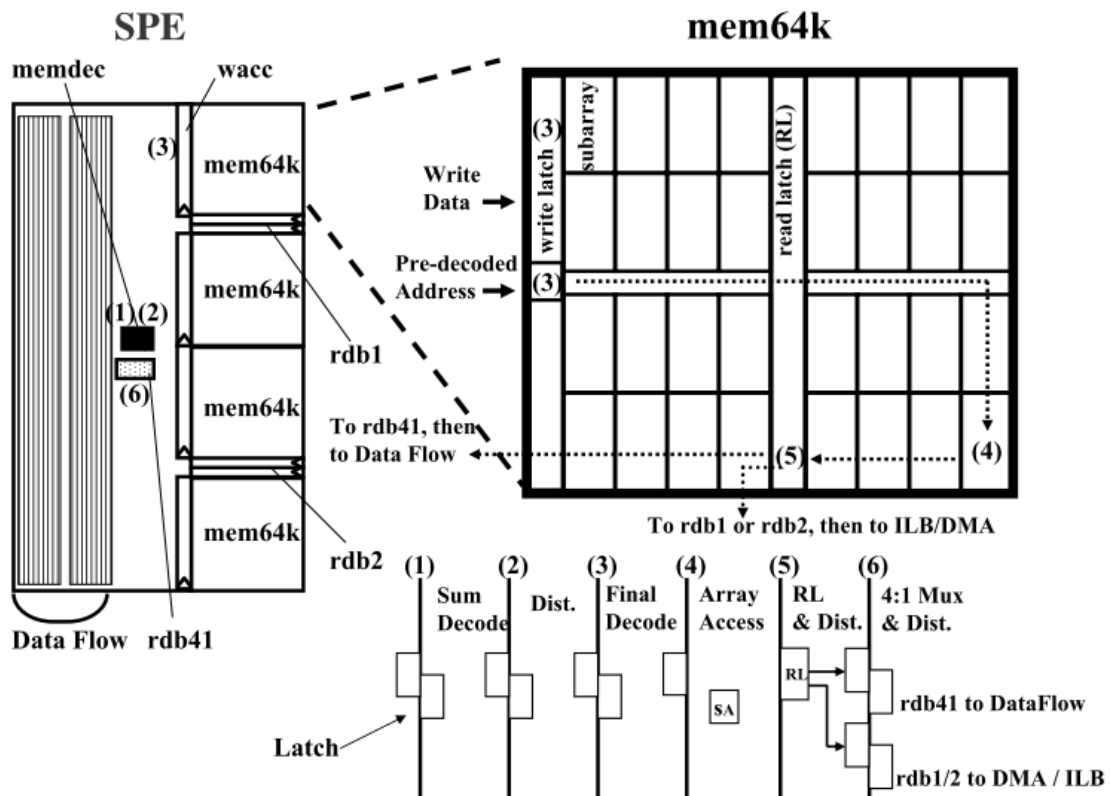 SPE
mem64k
memdec
wacc
(3)
mem64k
mem64k
mem64k
mem64k
(1)
(2)
(6)
rdb1
rdb2
Data Flow
rdb41
Write
Data
Pre-decoded
Address
write latch
(3)
(3)
subarray
read latch (RL)
(4)
(5)
To rdb41, then
to Data Flow
To rdb1 or rdb2, then to ILB/DMA
(1)
(2)
(3)
(4)
(5)
(6)
Sum
Decode
Dist.
Final
Decode
Array
Access
RL
& Dist.
4:1 Mux
& Dist.
SA
RL
Latch
rdb41 to DataFlow
rdb1/2 to DMA / ILB